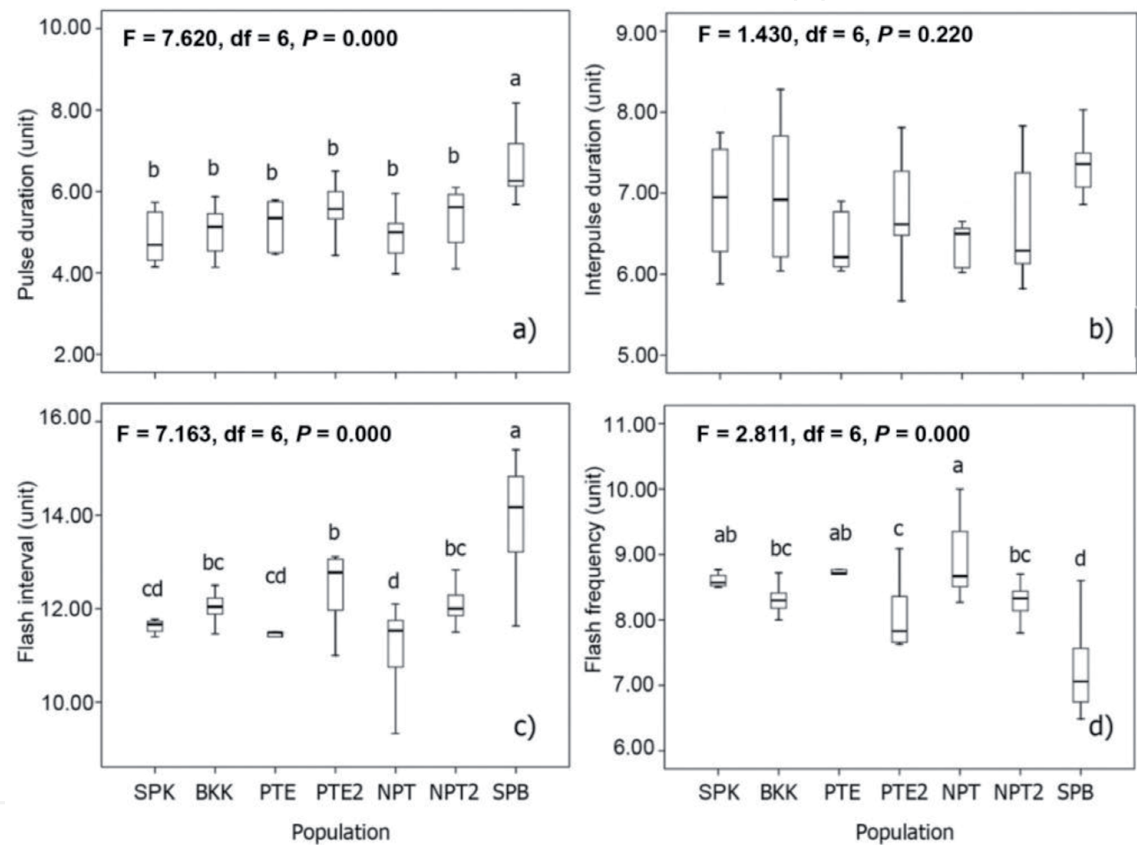 F = 7.620, df = 6, P = 0.000
Pulse duration (unit)
10.00
8.00
6.00
4.00
2.00
b b b b b b a
a)
F = 1.430, df = 6, P = 0.220
Interpulse duration (unit)
9.00
8.00
7.00
6.00
5.00
b)
F = 7.163, df = 6, P = 0.000
Flash interval (unit)
16.00
14.00
12.00
10.00
cd bc cd b d bc a
c)
SPK BKK PTE PTE2 NPT NPT2 SPB
Population
F = 2.811, df = 6, P = 0.000
Flash frequency (unit)
11.00
10.00
9.00
8.00
7.00
6.00
ab bc ab c a bc d
d)
SPK BKK PTE PTE2 NPT NPT2 SPB
Population